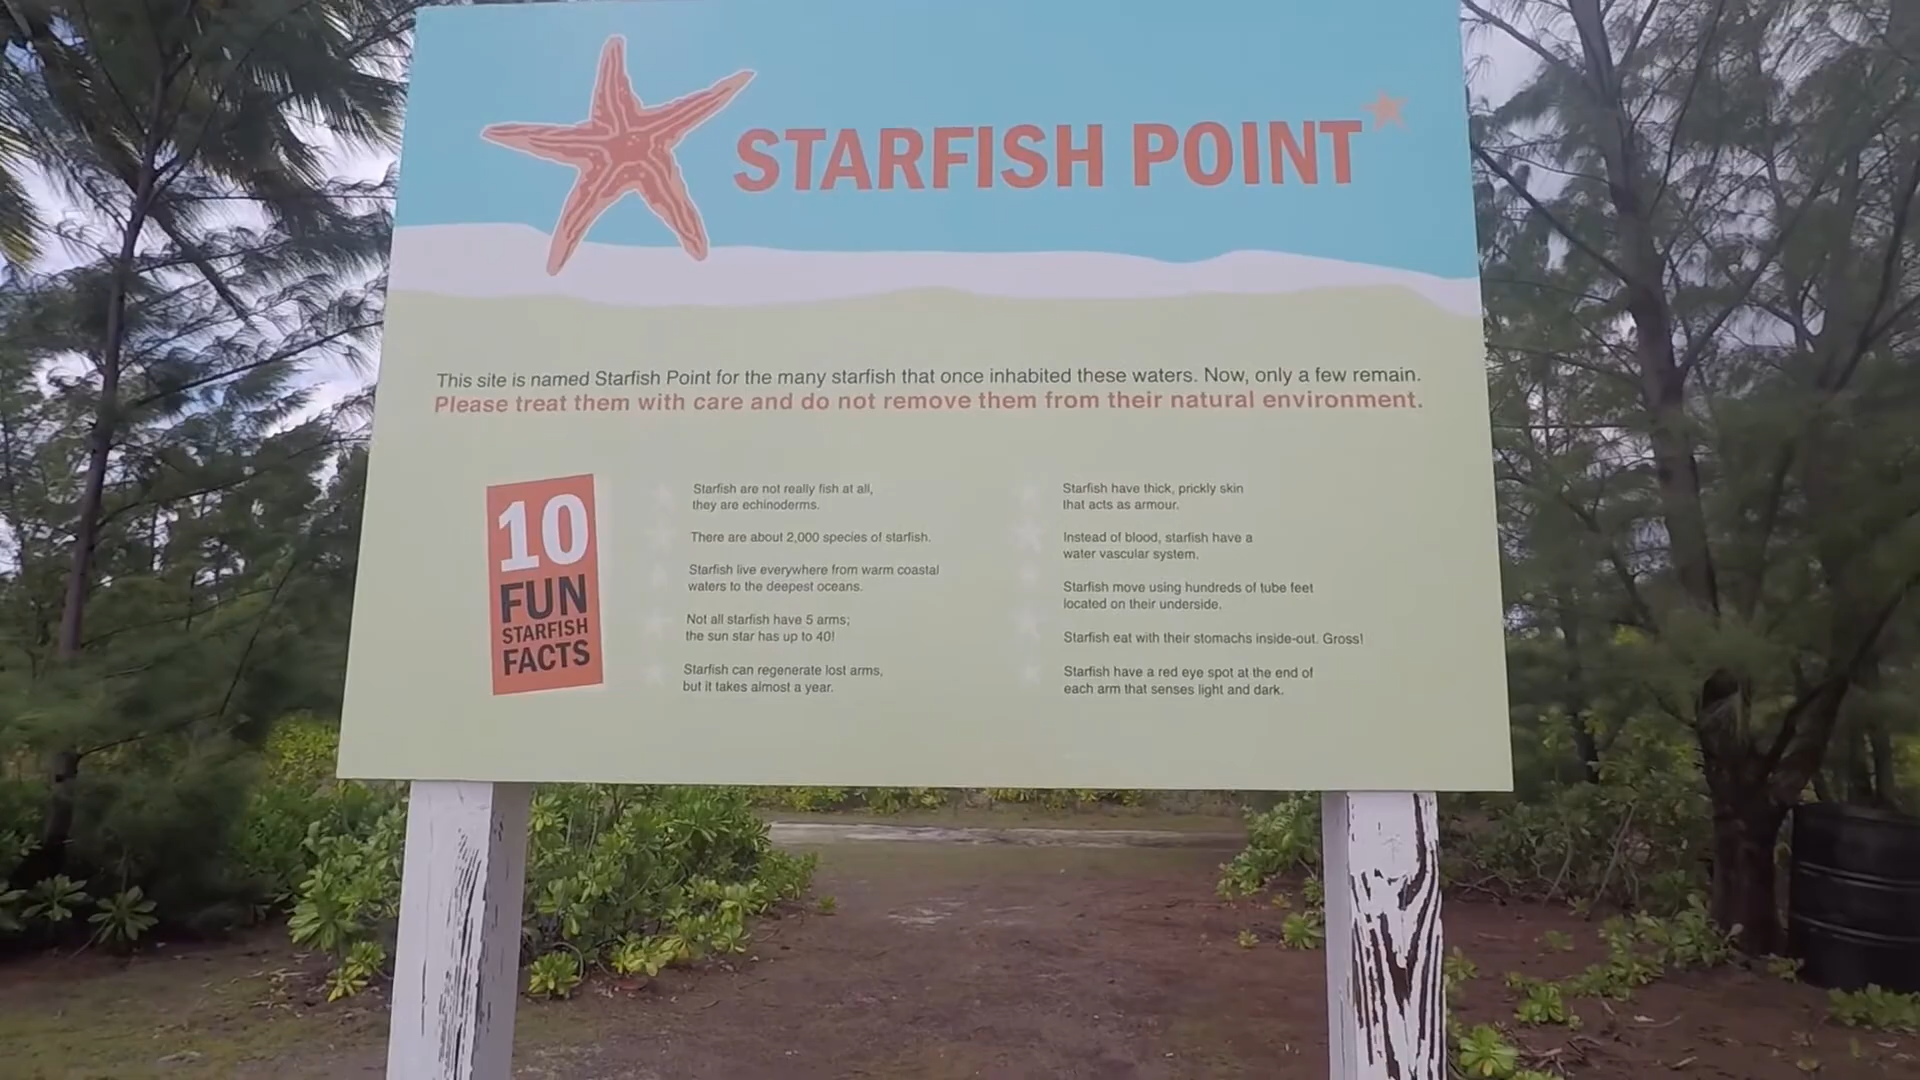 STARFISH POINT
This site is named Starfish Point for the many starfish that once inhabited these waters. Now, only a few remain.
Please treat them with care and do not remove them from their natural environment.
10
FUN
STARFISH
FACTS
Starfish are not really fish at all,
they are echinoderms.
There are about 2,000 species of starfish.
Starfish live everywhere from warm coastal
waters to the deepest oceans.
Not all starfish have 5 arms;
the sun star has up to 40!
Starfish can regenerate lost arms,
but it takes almost a year.
Starfish have thick, prickly skin
that acts as armour.
Instead of blood, starfish have a
water vascular system.
Starfish move using hundreds of tube feet
located on their underside.
Starfish eat with their stomachs inside-out. Gross!
Starfish have a red eye spot at the end of
each arm that senses light and dark.